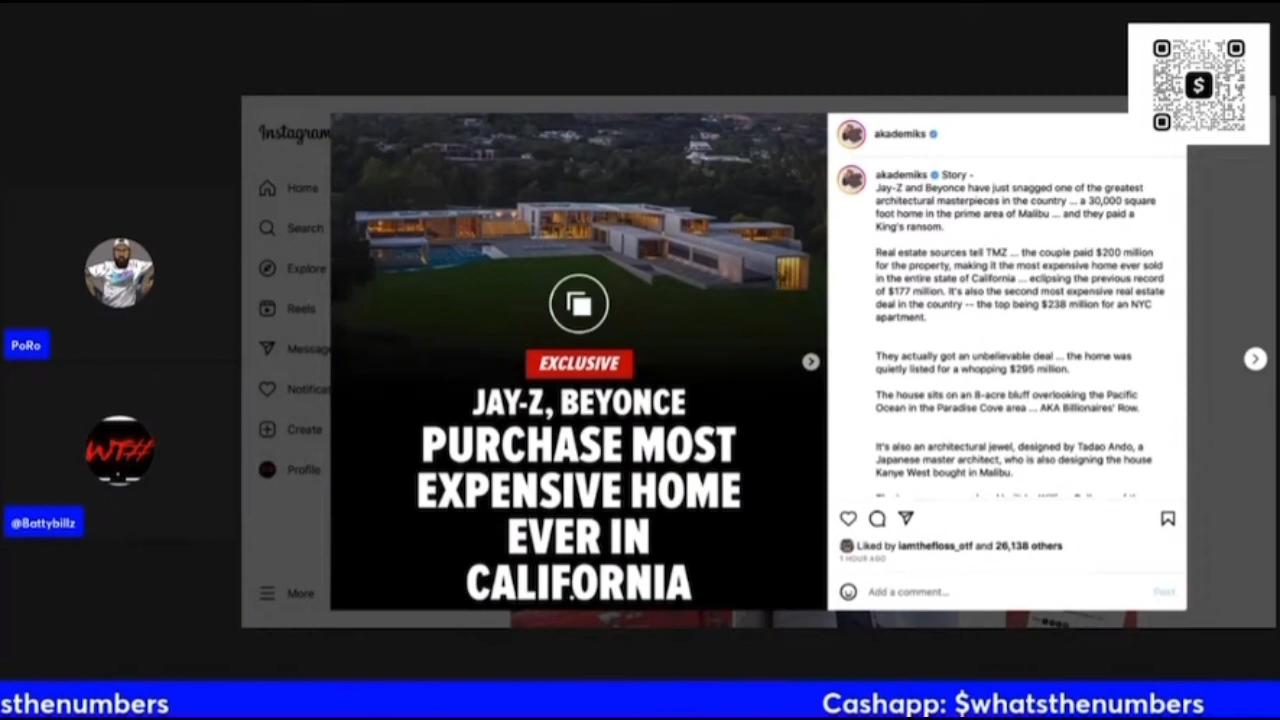 Instagram
Home
Search
Explore
Reels
Message
Notificat
Create
Profile
More
PoRo
WTH
@Battybillz
EXCLUSIVE
JAY-Z, BEYONCE
PURCHASE MOST
EXPENSIVE HOME
EVER IN
CALIFORNIA
$
akademiks
akademiks Story -
Jay-Z and Beyonce have just snagged one of the greatest
architectural masterpieces in the country ... a 30,000 square
foot home in the prime area of Malibu ... and they paid a
King's ransom.
Real estate sources tell TMZ ... the couple paid $200 million
for the property, making it the most expensive home ever sold
in the entire state of California ... eclipsing the previous record
of $177 million. It's also the second most expensive real estate
deal in the country -- the top being $238 million for an NYC
apartment.
They actually got an unbelievable deal ... the home was
quietly listed for a whopping $295 million.
The house sits on an 8-acre bluff overlooking the Pacific
Ocean in the Paradise Cove area ... AKA Billionaires' Row.
It's also an architectural jewel, designed by Tadao Ando, a
Japanese master architect, who is also designing the house
Kanye West bought in Malibu.
Liked by iamthefloss_otf and 26,138 others
1 HOUR AGO
Add a comment...
Post
sthenumbers
Cashapp: $whatsthenumbers